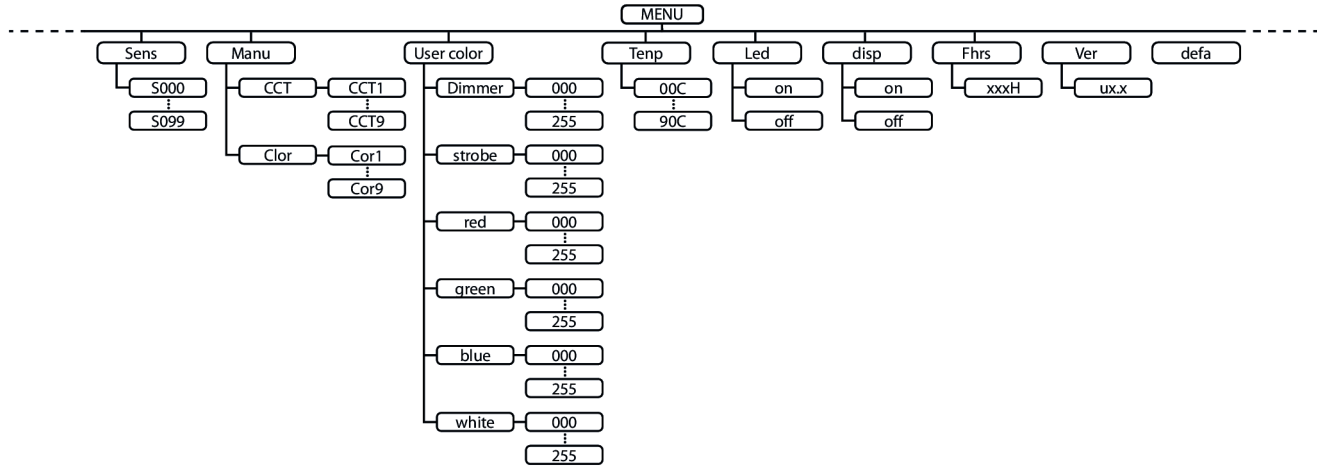 MENU
Sens Manu User color Tenp Led disp Fhrs Ver defa
S000 CCT CCT1 Dimmer 000 00C on on xxxH ux.x
S099 CCT9 255 90C off off
Clor Cor1 strobe 000
Cor9 255
red 000
255
green 000
255
blue 000
255
white 000
255